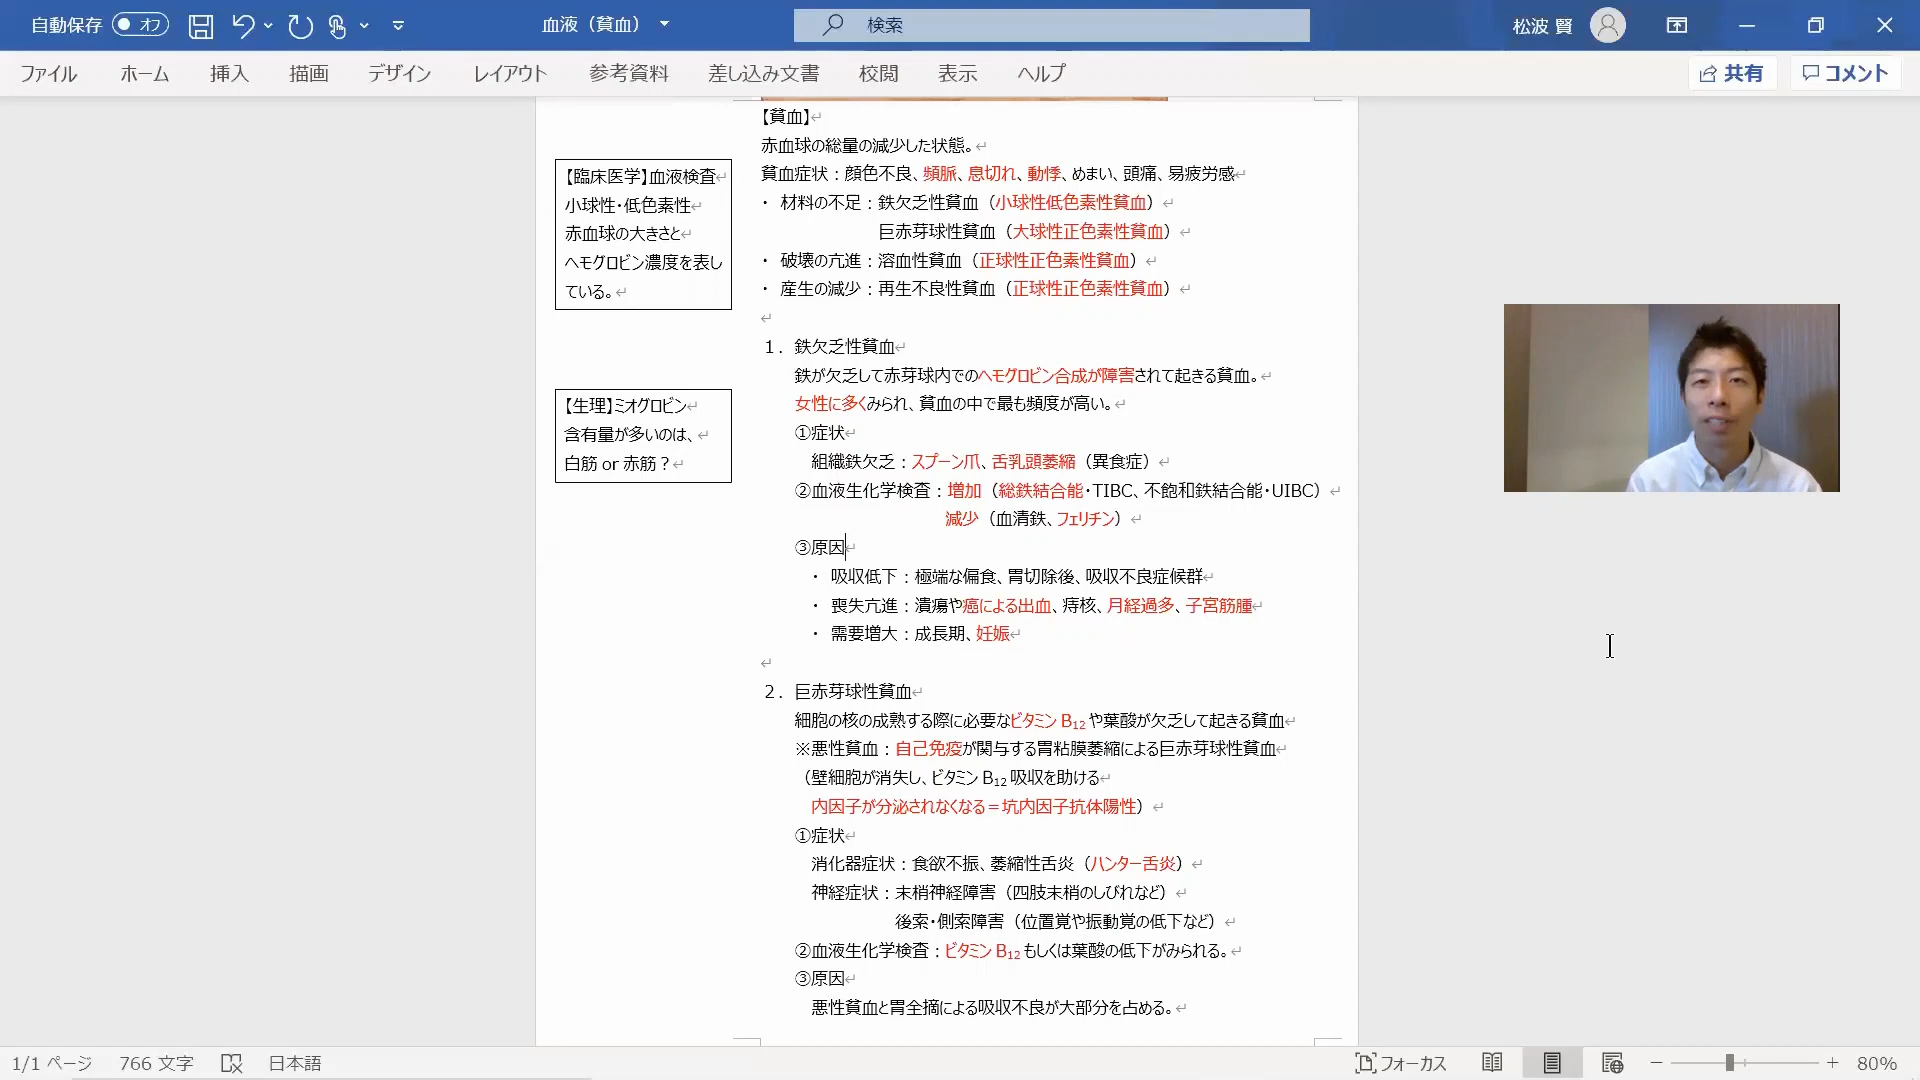 自動保存 オフ 血液（貧血） 検索 松波 賢
ファイル ホーム 挿入 描画 デザイン レイアウト 参考資料 差し込み文書 校閲 表示 ヘルプ 共有 コメント
【貧血】
赤血球の総量の減少した状態。
貧血症状：顔色不良、頻脈、息切れ、動悸、めまい、頭痛、易疲労感
・ 材料の不足：鉄欠乏性貧血（小球性低色素性貧血）
巨赤芽球性貧血（大球性正色素性貧血）
・ 破壊の亢進：溶血性貧血（正球性正色素性貧血）
・ 産生の減少：再生不良性貧血（正球性正色素性貧血）
【臨床医学】血液検査
小球性・低色素性
赤血球の大きさと
ヘモグロビン濃度を表し
ている。
１．鉄欠乏性貧血
鉄が欠乏して赤芽球内でのヘモグロビン合成が障害されて起きる貧血。
女性に多くみられ、貧血の中で最も頻度が高い。
①症状
組織鉄欠乏：スプーン爪、舌乳頭萎縮（異食症）
②血液生化学検査：増加（総鉄結合能・TIBC、不飽和鉄結合能・UIBC）
減少（血清鉄、フェリチン）
③原因
・ 吸収低下：極端な偏食、胃切除後、吸収不良症候群
・ 喪失亢進：潰瘍や癌による出血、痔核、月経過多、子宮筋腫
・ 需要増大：成長期、妊娠
【生理】ミオグロビン
含有量が多いのは、
白筋 or 赤筋？
２．巨赤芽球性貧血
細胞の核の成熟する際に必要なビタミン B12 や葉酸が欠乏して起きる貧血
※悪性貧血：自己免疫が関与する胃粘膜萎縮による巨赤芽球性貧血
（壁細胞が消失し、ビタミン B12 吸収を助ける
内因子が分泌されなくなる＝坑内因子抗体陽性）
①症状
消化器症状：食欲不振、萎縮性舌炎（ハンター舌炎）
神経症状：末梢神経障害（四肢末梢のしびれなど）
後索・側索障害（位置覚や振動覚の低下など）
②血液生化学検査：ビタミン B12 もしくは葉酸の低下がみられる。
③原因
悪性貧血と胃全摘による吸収不良が大部分を占める。
1/1 ページ 766 文字 日本語 フォーカス 80%